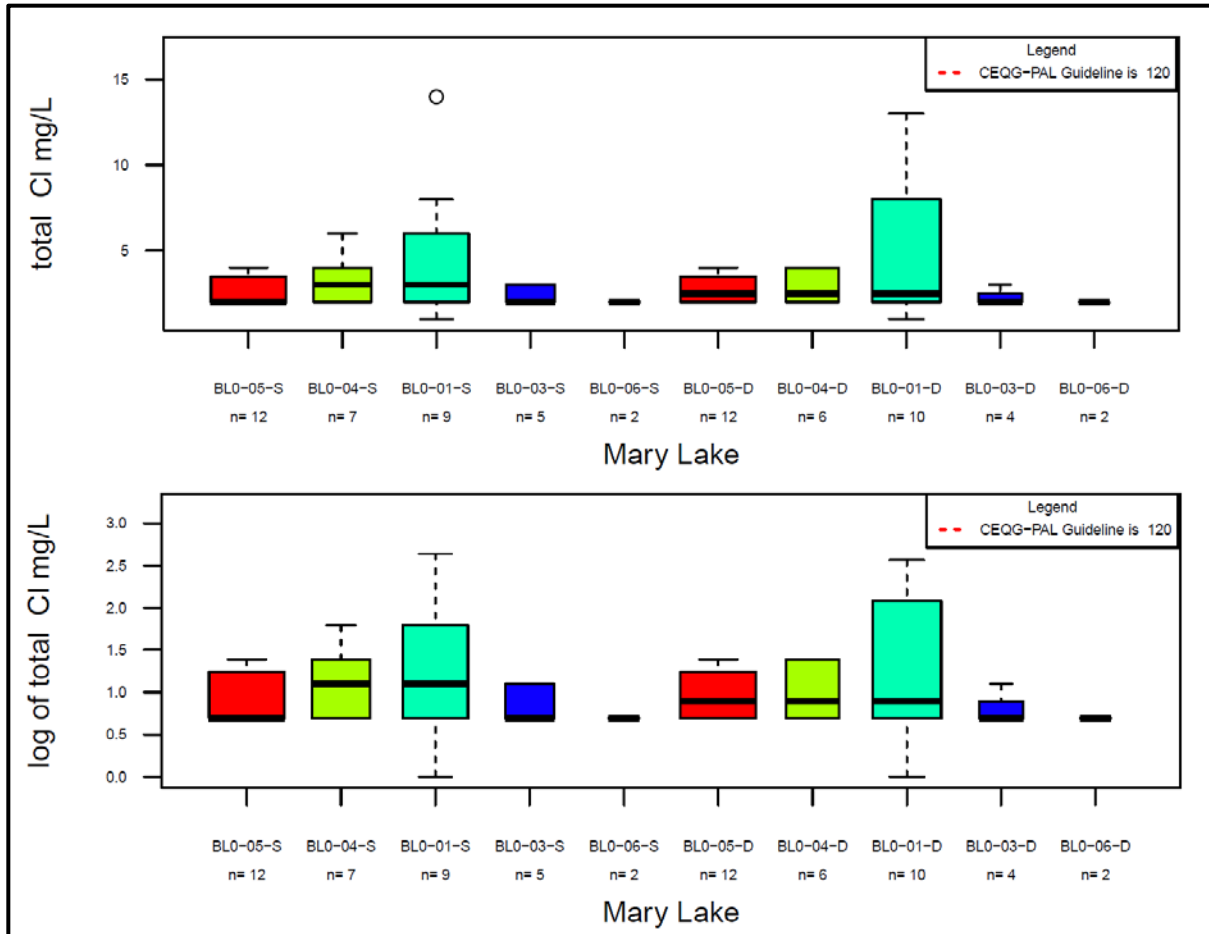 Legend
CEQG-PAL Guideline is 120
total Cl mg/L
15
10
5
BL0-05-S BL0-04-S BL0-01-S BL0-03-S BL0-06-S BL0-05-D BL0-04-D BL0-01-D BL0-03-D BL0-06-D
n= 12 n= 7 n= 9 n= 5 n= 2 n= 12 n= 6 n= 10 n= 4 n= 2
Mary Lake
Legend
CEQG-PAL Guideline is 120
log of total Cl mg/L
3.0
2.5
2.0
1.5
1.0
0.5
0.0
BL0-05-S BL0-04-S BL0-01-S BL0-03-S BL0-06-S BL0-05-D BL0-04-D BL0-01-D BL0-03-D BL0-06-D
n= 12 n= 7 n= 9 n= 5 n= 2 n= 12 n= 6 n= 10 n= 4 n= 2
Mary Lake